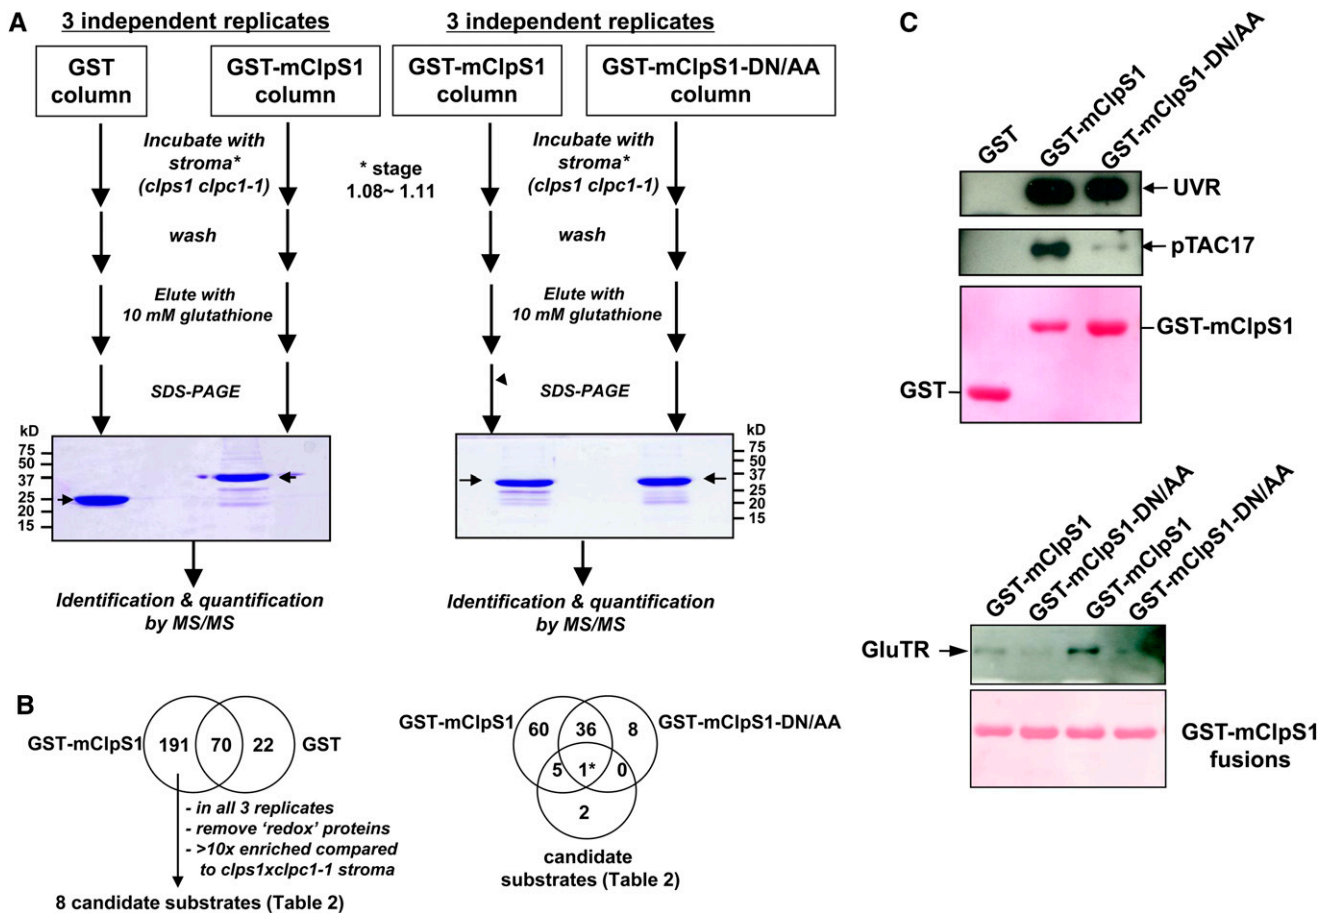 A
3 independent replicates
3 independent replicates
GST
column
GST-mClpS1
column
GST-mClpS1
column
GST-mClpS1-DN/AA
column
Incubate with
stroma*
(clps1 clpc1-1)
* stage
1.08~ 1.11
Incubate with
stroma*
(clps1 clpc1-1)
wash
wash
Elute with
10 mM glutathione
Elute with
10 mM glutathione
SDS-PAGE
SDS-PAGE
kD
75
50
37
25
20
15
kD
75
50
37
25
20
15
Identification & quantification
by MS/MS
Identification & quantification
by MS/MS
B
GST-mClpS1
191
70
22
GST
- in all 3 replicates
- remove 'redox' proteins
- >10x enriched compared
to clps1xclpc1-1 stroma
8 candidate substrates (Table 2)
GST-mClpS1
60
36
8
GST-mClpS1-DN/AA
5
1*
0
2
candidate
substrates (Table 2)
C
GST
GST-mClpS1
GST-mClpS1-DN/AA
UVR
pTAC17
GST-mClpS1
GST
GST-mClpS1
GST-mClpS1-DN/AA
GST-mClpS1
GST-mClpS1-DN/AA
GluTR
GST-mClpS1
fusions